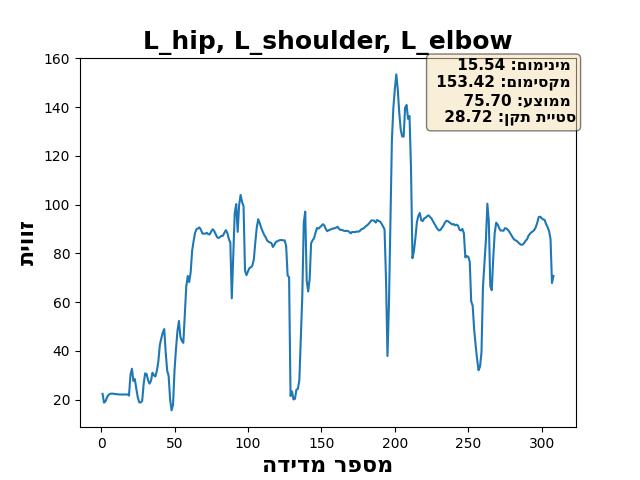 L_hip, L_shoulder, L_elbow
מינימום: 15.54
מקסימום: 153.42
ממוצע: 75.70
סטיית תקן: 28.72
160
140
120
100
80
60
40
20
זווית
0 50 100 150 200 250 300
מספר מדידה